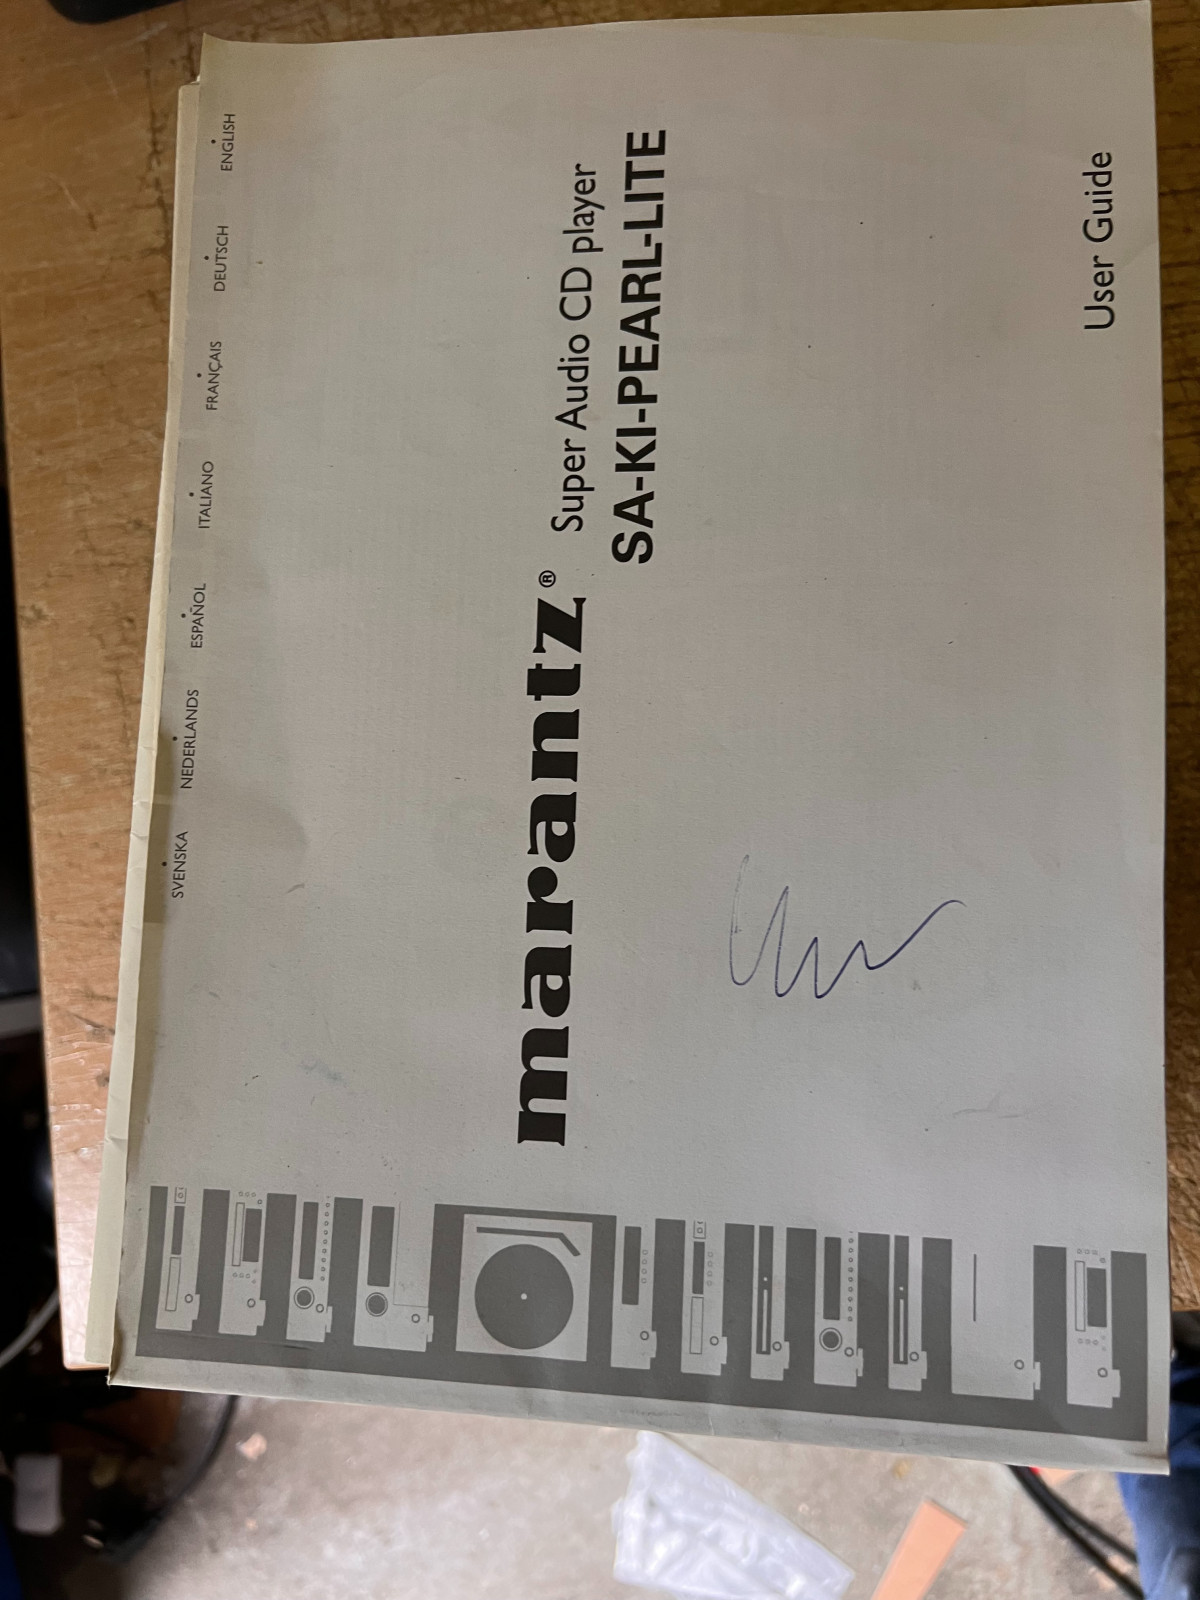 ENGLISH
DEUTSCH
FRANÇAIS
ITALIANO
ESPAÑOL
NEDERLANDS
SVENSKA
marantz®
Super Audio CD player
SA-KI-PEARL-LITE
User Guide